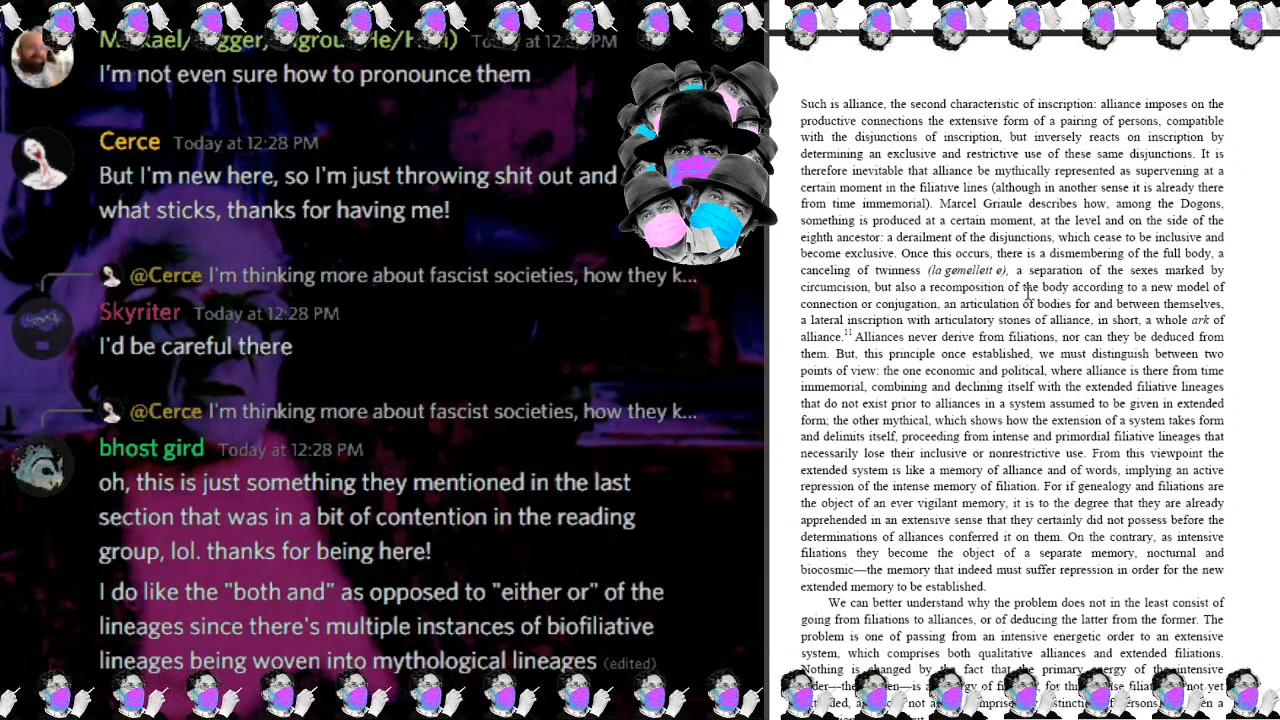 at 12: PM
I'm not even sure how to pronounce them
Cerce Today at 12:28 PM
But I'm new here, so I'm just throwing shit out and
what sticks, thanks for having me!
@Cerce I'm thinking more about fascist societies, how they k...
Skyriter Today at 12:28 PM
I'd be careful there
@Cerce I'm thinking more about fascist societies, how they k...
bhost gird Today at 12:28 PM
oh, this is just something they mentioned in the last
section that was in a bit of contention in the reading
group, lol. thanks for being here!
I do like the "both and" as opposed to "either or" of the
lineages since there's multiple instances of biofiliative
lineages being woven into mythological lineages (edited)
Such is alliance, the second characteristic of inscription: alliance imposes on the
productive connections the extensive form of a pairing of persons, compatible
with the disjunctions of inscription, but inversely reacts on inscription by
determining an exclusive and restrictive use of these same disjunctions. It is
therefore inevitable that alliance be mythically represented as supervening at a
certain moment in the filiative lines (although in another sense it is already there
from time immemorial). Marcel Griaule describes how, among the Dogons,
something is produced at a certain moment, at the level and on the side of the
eighth ancestor: a derailment of the disjunctions, which cease to be inclusive and
become exclusive. Once this occurs, there is a dismembering of the full body, a
canceling of twinness (la gemellett e), a separation of the sexes marked by
circumcision, but also a recomposition of the body according to a new model of
connection or conjugation, an articulation of bodies for and between themselves,
a lateral inscription with articulatory stones of alliance, in short, a whole ark of
alliance.11 Alliances never derive from filiations, nor can they be deduced from
them. But, this principle once established, we must distinguish between two
points of view: the one economic and political, where alliance is there from time
immemorial, combining and declining itself with the extended filiative lineages
that do not exist prior to alliances in a system assumed to be given in extended
form; the other mythical, which shows how the extension of a system takes form
and delimits itself, proceeding from intense and primordial filiative lineages that
necessarily lose their inclusive or nonrestrictive use. From this viewpoint the
extended system is like a memory of alliance and of words, implying an active
repression of the intense memory of filiation. For if genealogy and filiations are
the object of an ever vigilant memory, it is to the degree that they are already
apprehended in an extensive sense that they certainly did not possess before the
determinations of alliances conferred it on them. On the contrary, as intensive
filiations they become the object of a separate memory, nocturnal and
biocosmic—the memory that indeed must suffer repression in order for the new
extended memory to be established.
We can better understand why the problem does not in the least consist of
going from filiations to alliances, or of deducing the latter from the former. The
problem is one of passing from an intensive energetic order to an extensive
system, which comprises both qualitative alliances and extended filiations.
Nothing is changed by the fact that the primary energy of the intensive